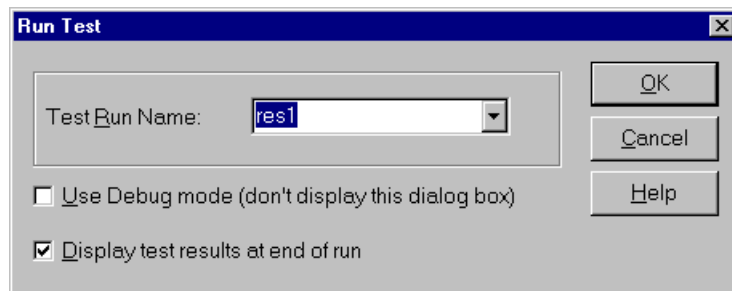 Run Test
Test Run Name: res1
OK
Cancel
Help
Use Debug mode (don't display this dialog box)
Display test results at end of run